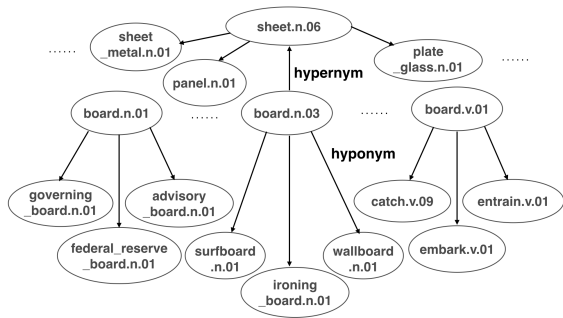 sheet.n.06
......
sheet
_metal.n.01
plate
_glass.n.01
......
panel.n.01
hypernym
board.n.01
......
board.n.03
......
board.v.01
hyponym
governing
_board.n.01
advisory
_board.n.01
catch.v.09
entrain.v.01
federal_reserve
_board.n.01
surfboard
.n.01
wallboard
.n.01
embark.v.01
ironing
_board.n.01